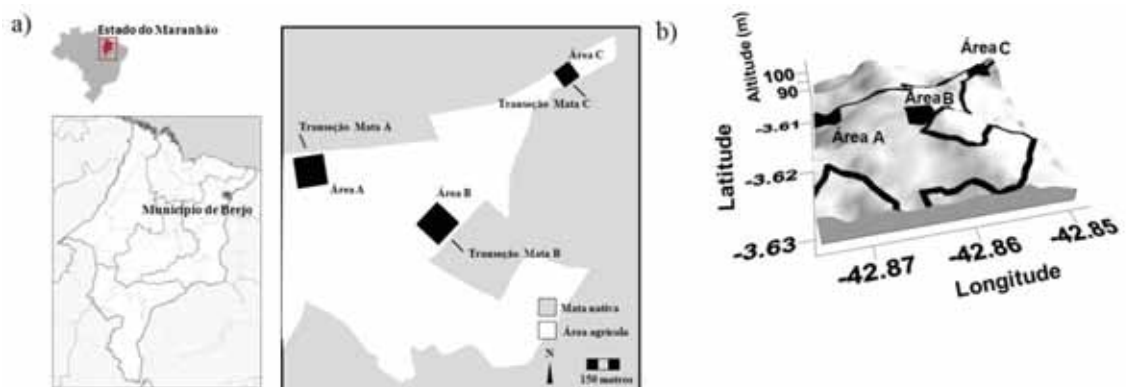 a)
Estado do Maranhão
Município de Brejo
Área C
Transeção Mata C
Transeção Mata A
Área A
Área B
Transeção Mata B
Mata nativa
Área agrícola
N
150 metros
b)
Altitude (m)
100
90
Área C
Área B
Área A
Latitude
-3.61
-3.62
-3.63
-42.87
-42.86
-42.85
Longitude